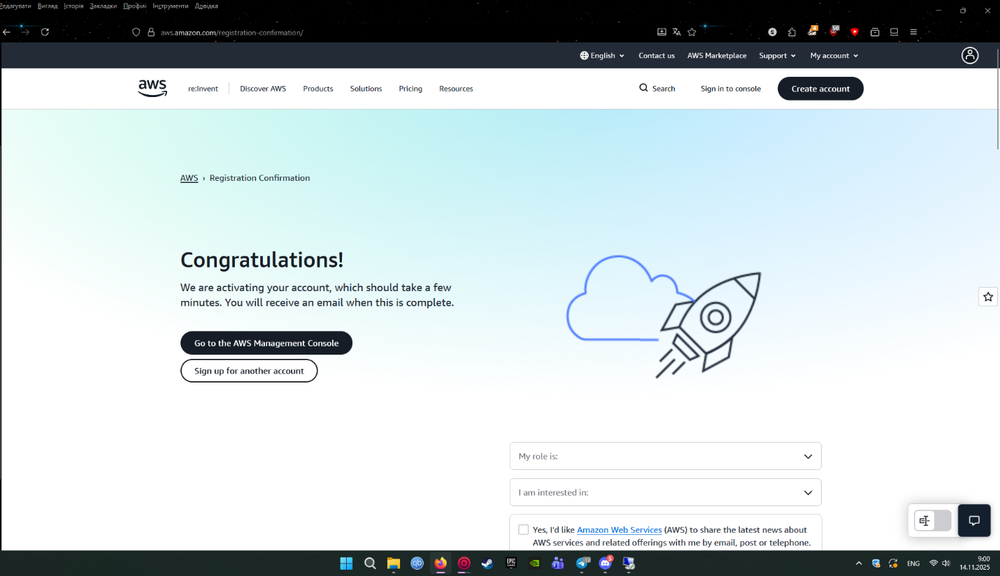 Редагувати Вигляд Історія Закладки Профілі Інструменти Довідка
aws.amazon.com/registration-confirmation/
4
50
English Contact us AWS Marketplace Support My account
aws re:Invent Discover AWS Products Solutions Pricing Resources Search Sign in to console Create account
AWS › Registration Confirmation
Congratulations!
We are activating your account, which should take a few
minutes. You will receive an email when this is complete.
Go to the AWS Management Console
Sign up for another account
My role is:
I am interested in:
Yes, I'd like Amazon Web Services (AWS) to share the latest news about
AWS services and related offerings with me by email, post or telephone.
qb
EPIC
5
ENG
9:00
14.11.2025